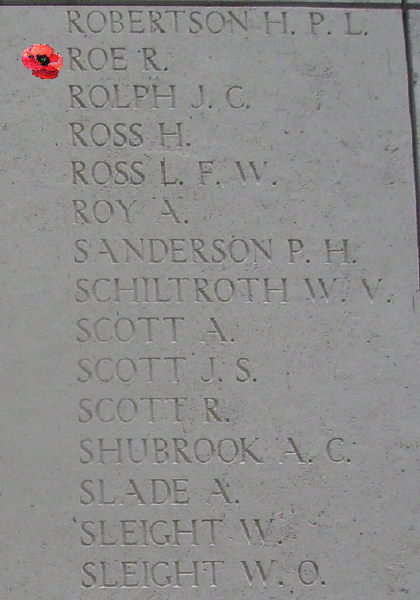 ROBERTSON H. P. L.
ROE R.
ROLPH J. C.
ROSS H.
ROSS L. F. W.
ROY A.
SANDERSON P. H.
SCHILTROTH W. V.
SCOTT A.
SCOTT J. S.
SCOTT R.
SHUBROOK A. C.
SLADE A.
SLEIGHT W.
SLEIGHT W. O.